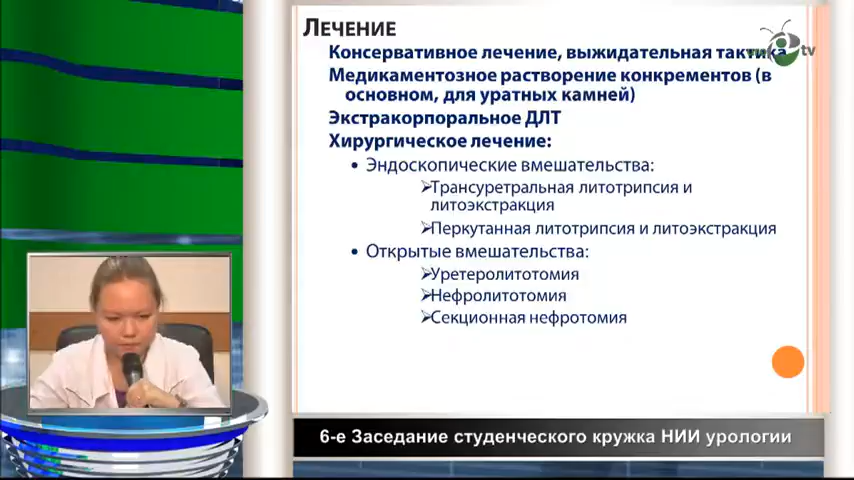 Лечение
Консервативное лечение, выжидательная тактика
Медикаментозное растворение конкрементов (в
основном, для уратных камней)
Экстракорпоральное ДЛТ
Хирургическое лечение:
• Эндоскопические вмешательства:
➢Трансуретральная литотрипсия и
литоэкстракция
➢Перкутанная литотрипсия и литоэкстракция
• Открытые вмешательства:
➢Уретеролитотомия
➢Нефролитотомия
➢Секционная нефротомия
6-е Заседание студенческого кружка НИИ урологии